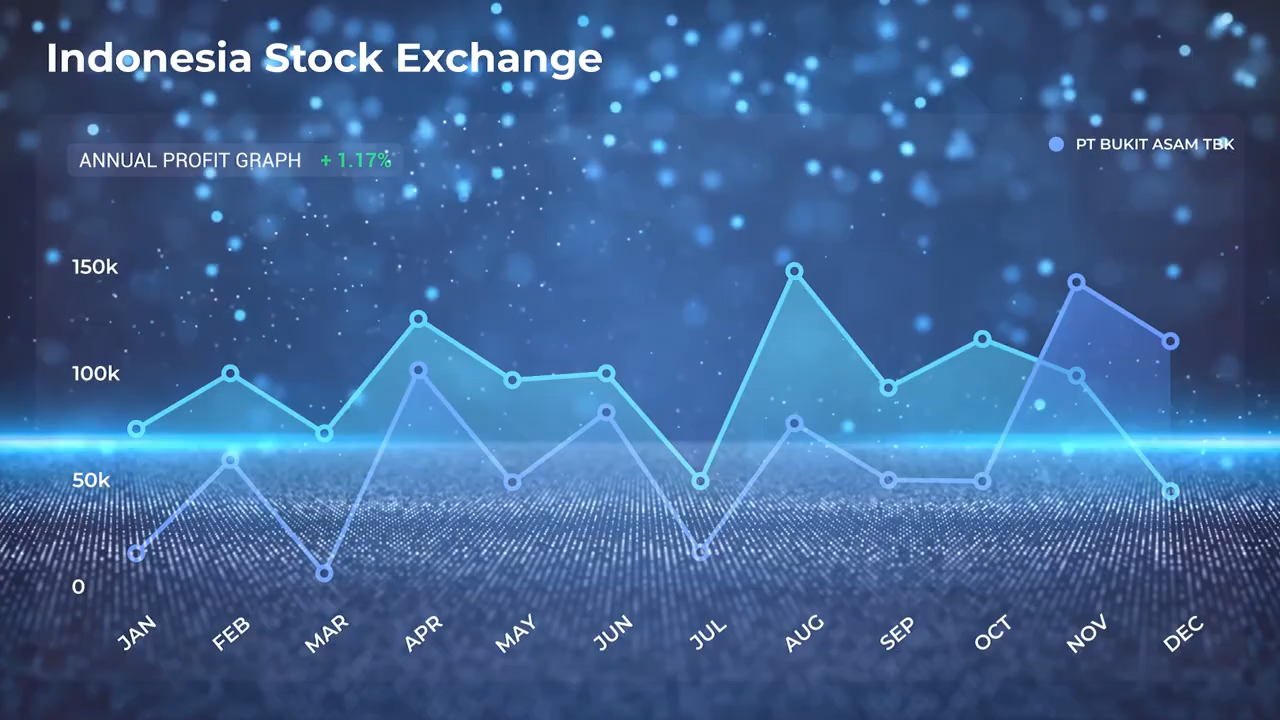 Indonesia Stock Exchange
ANNUAL PROFIT GRAPH + 1.17%
PT BUKIT ASAM TBK
150k
100k
50k
0
JAN FEB MAR APR MAY JUN JUL AUG SEP OCT NOV DEC